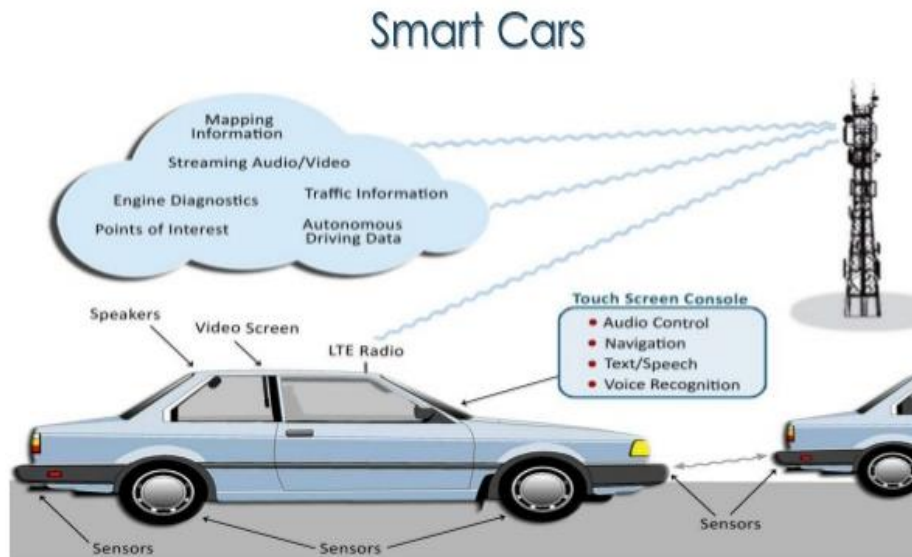 Smart Cars
Mapping
Information
Streaming Audio/Video
Engine Diagnostics
Traffic Information
Points of Interest
Autonomous
Driving Data
Touch Screen Console
Audio Control
Navigation
Text/Speech
Voice Recognition
Speakers
Video Screen
LTE Radio
Sensors
Sensors
Sensors